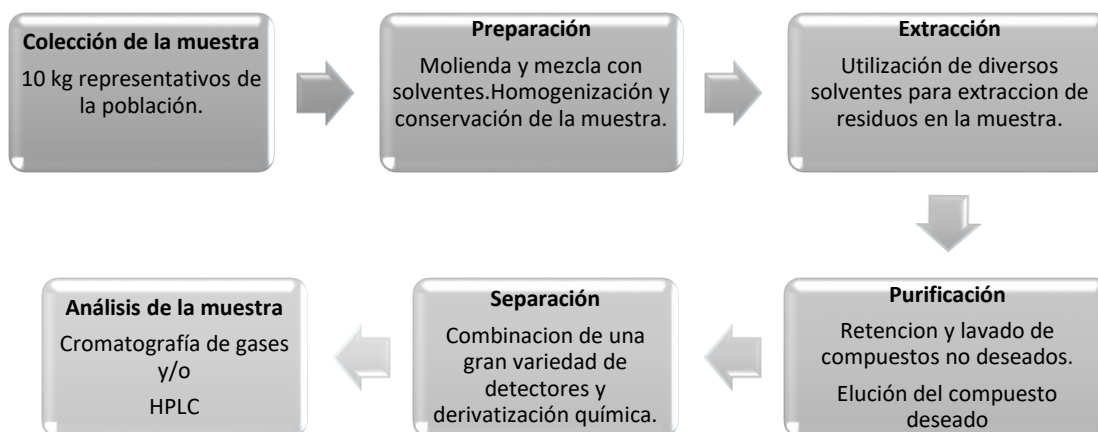 Colección de la muestra
10 kg representativos de
la población.
Preparación
Molienda y mezcla con
solventes.Homogenización y
conservación de la muestra.
Extracción
Utilización de diversos
solventes para extraccion de
residuos en la muestra.
Purificación
Retencion y lavado de
compuestos no deseados.
Elución del compuesto
deseado
Separación
Combinacion de una
gran variedad de
detectores y
derivatización química.
Análisis de la muestra
Cromatografía de gases
y/o
HPLC